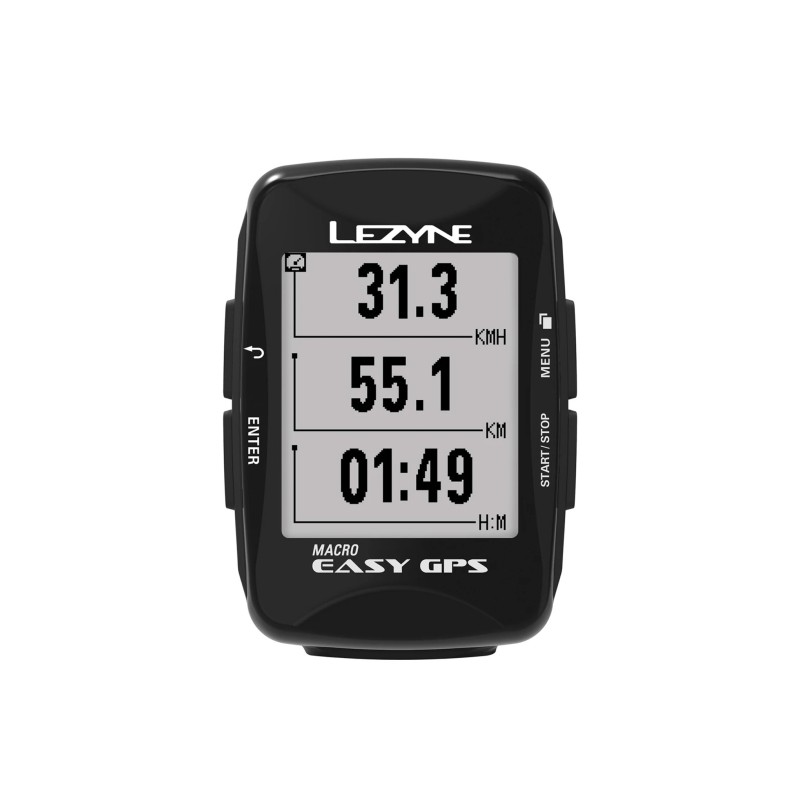 LEZYNE
31.3
KMH
55.1
KM
01:49
H:M
ENTER
MENU
START/STOP
MACRO
EASY GPS